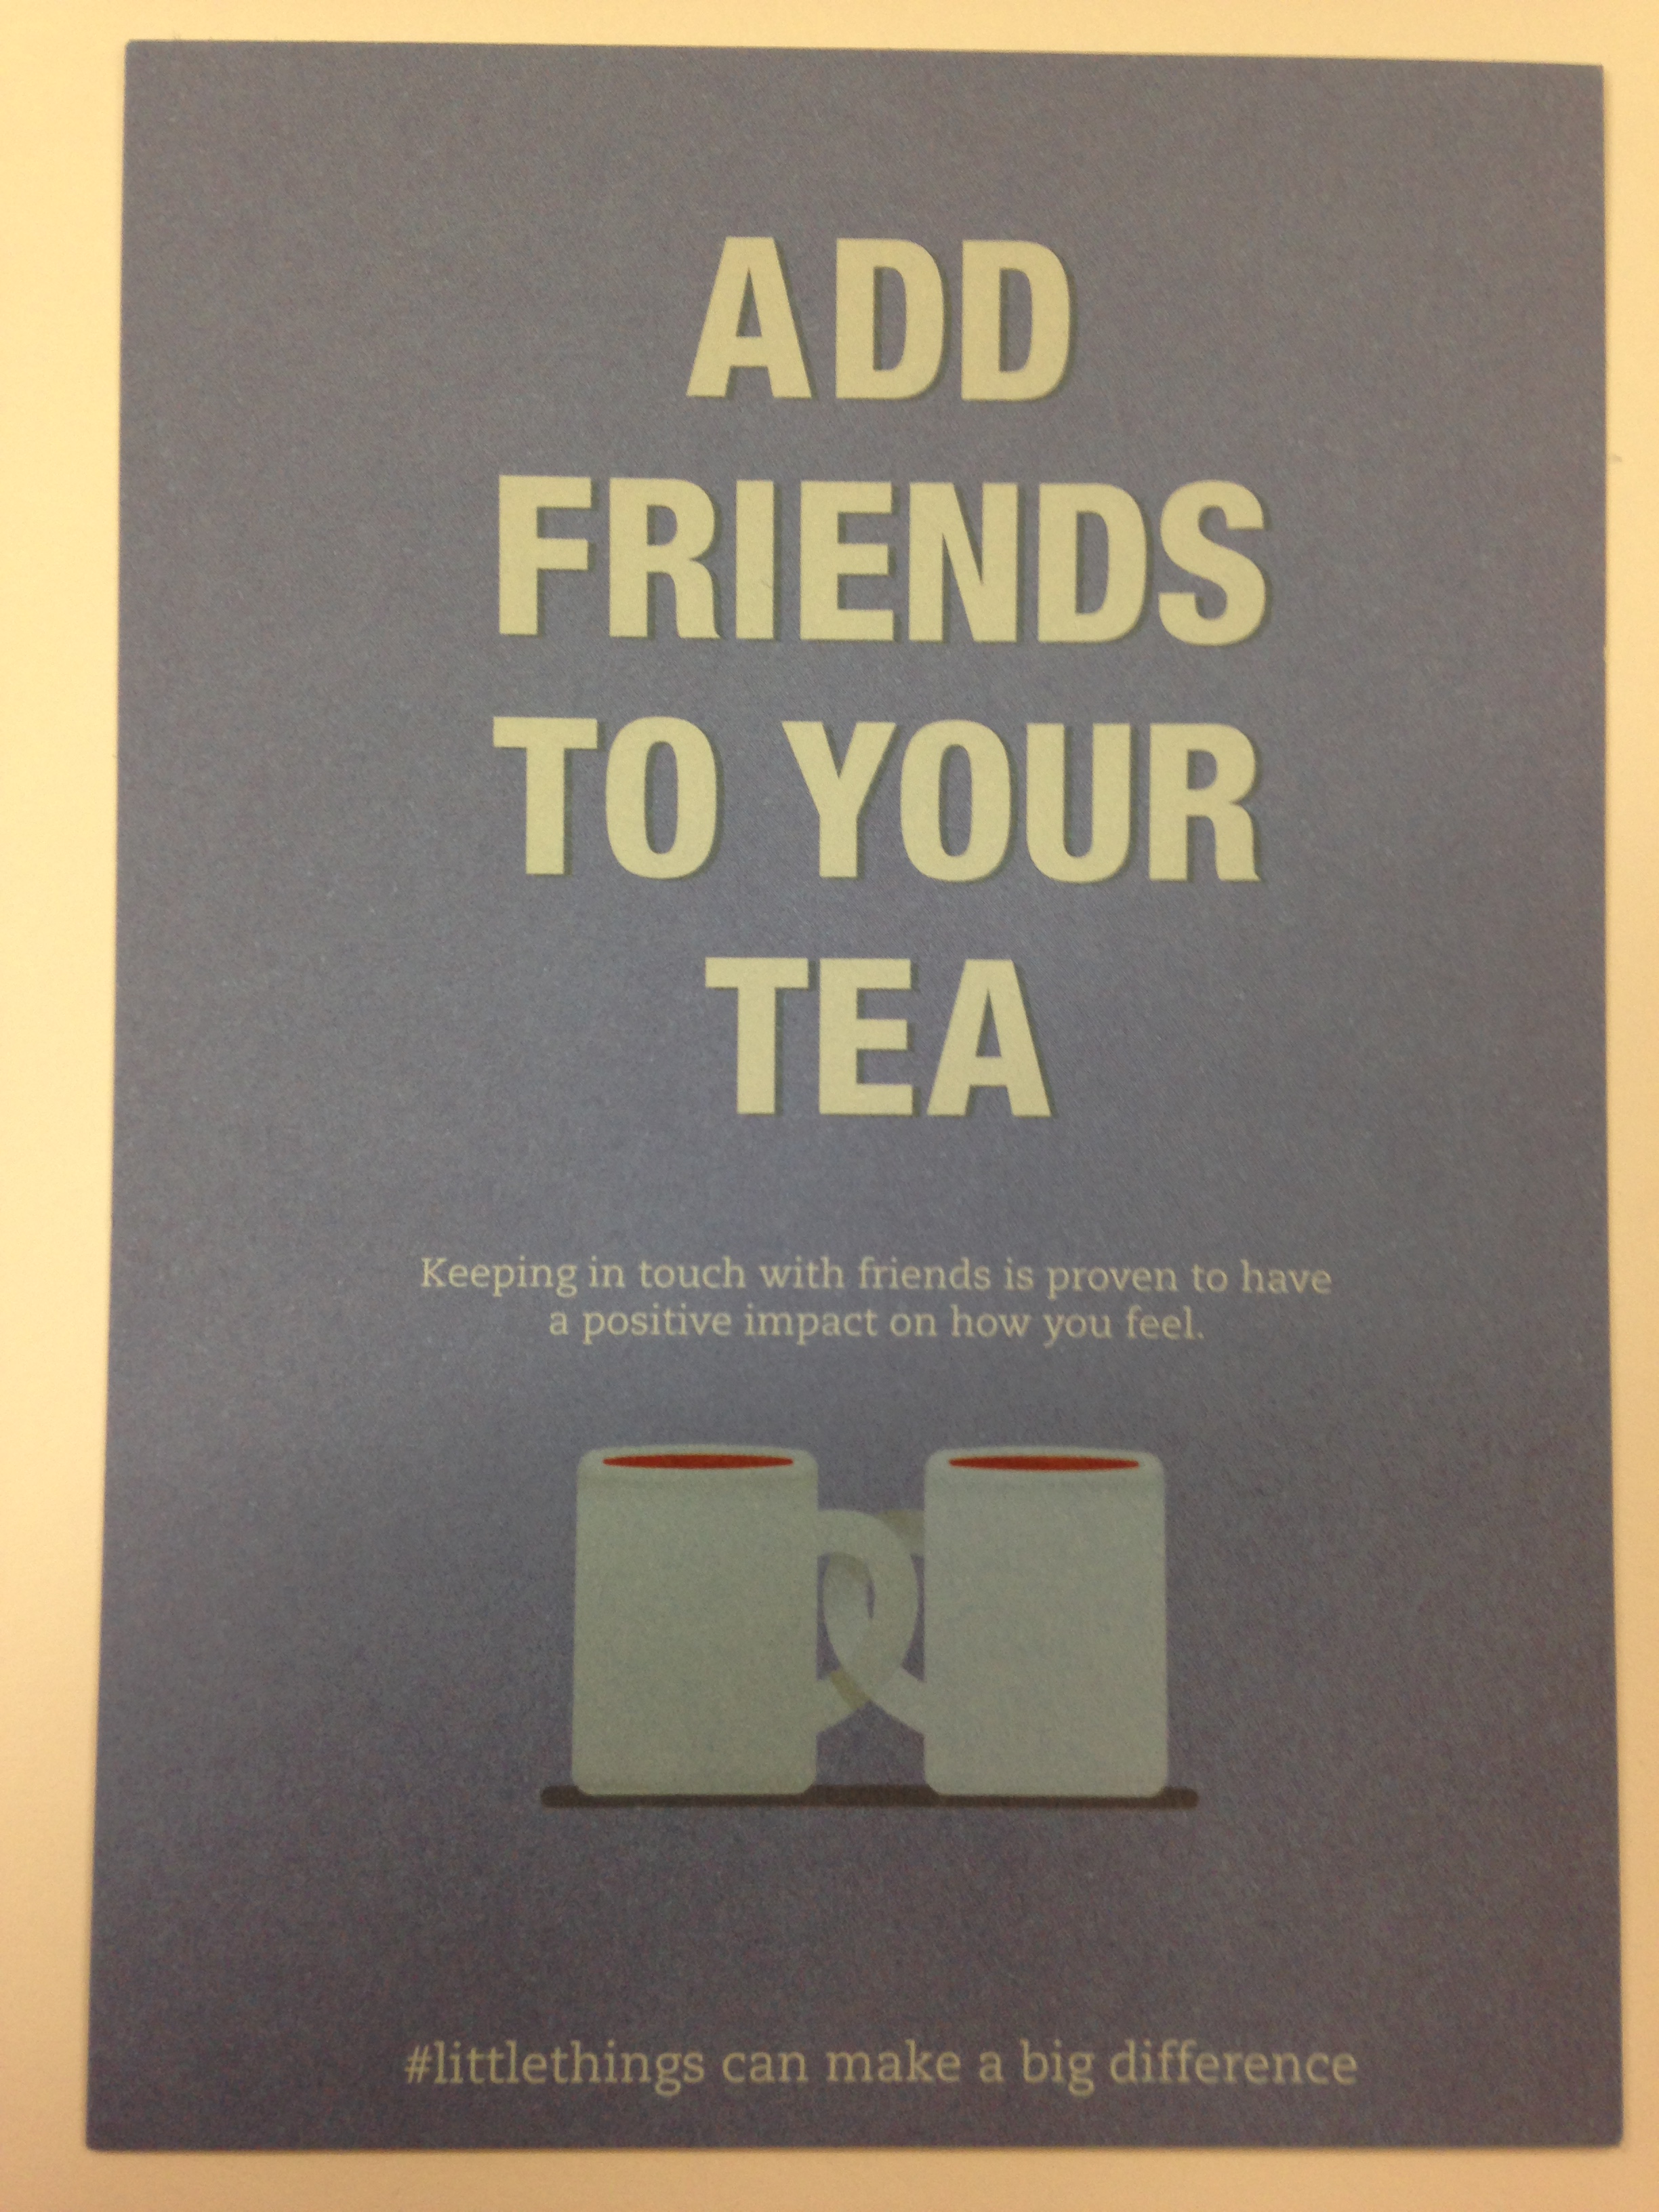 ADD
FRIENDS
TO YOUR
TEA
Keeping in touch with friends is proven to have
a positive impact on how you feel.
#littlethings can make a big difference